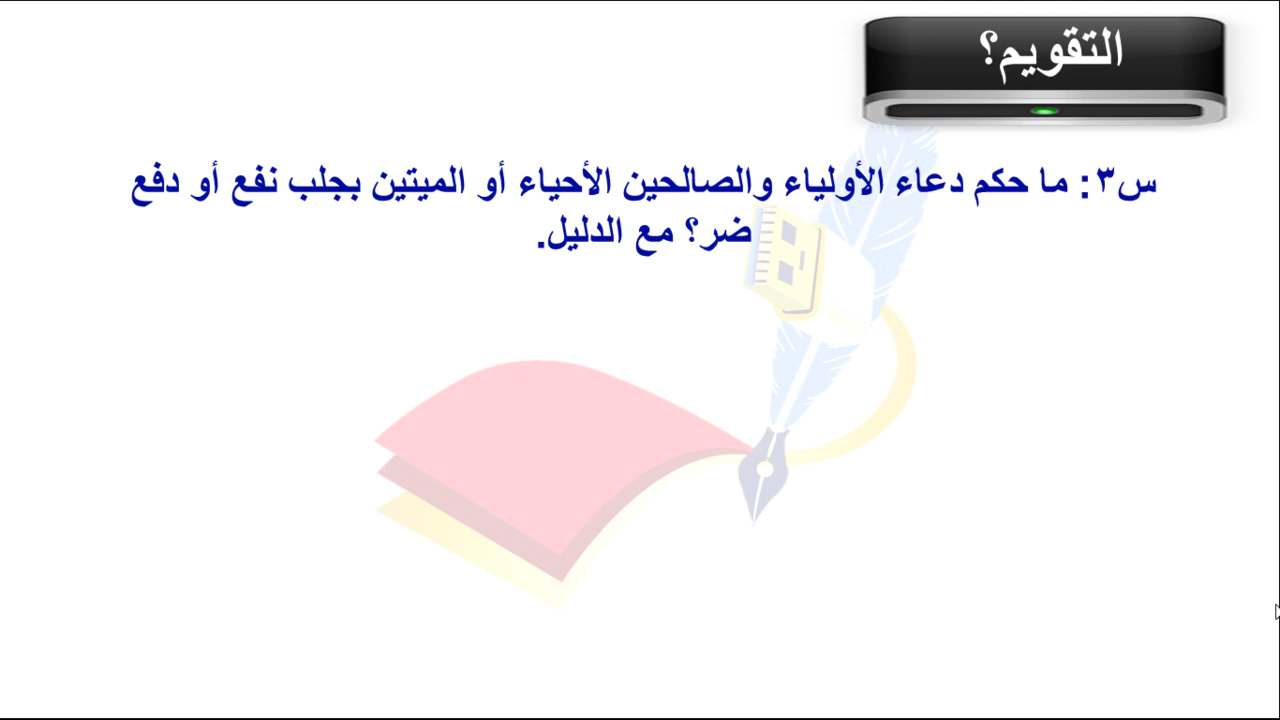 التقويم؟
س٣: ما حكم دعاء الأولياء والصالحين الأحياء أو الميتين بجلب نفع أو دفع
ضر؟ مع الدليل.